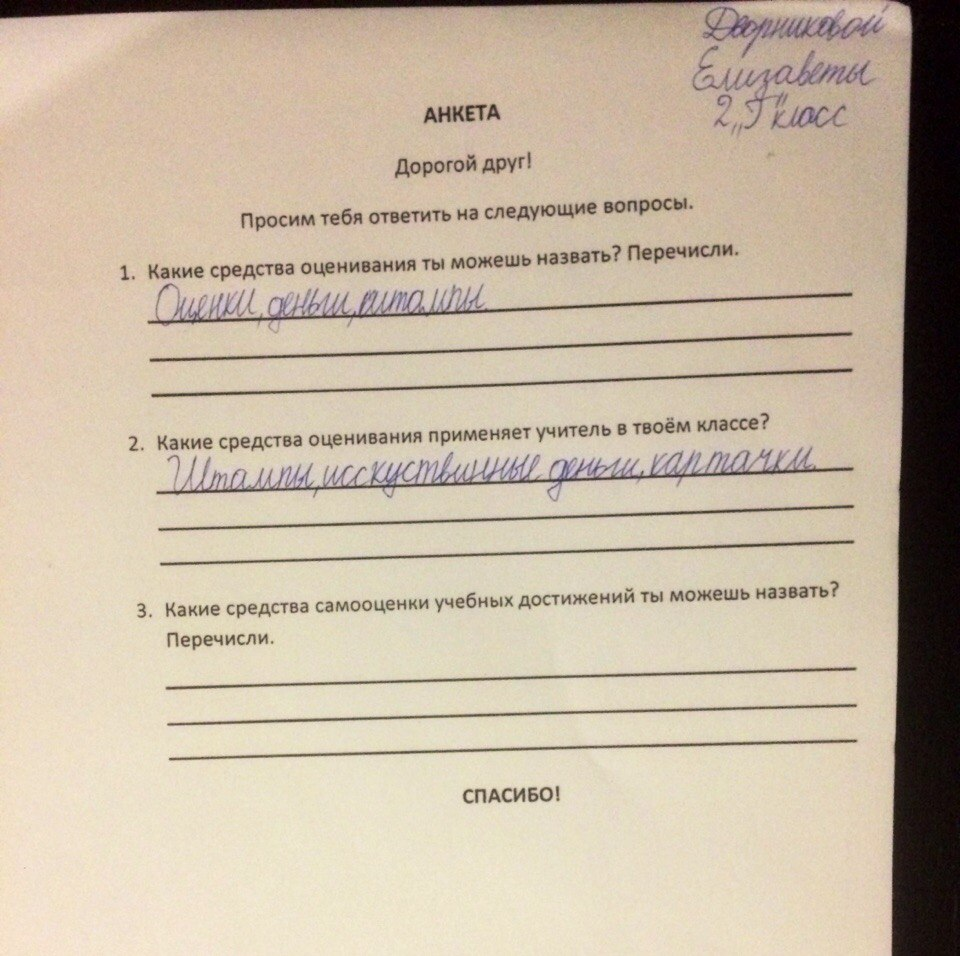 Дворниковой
Елизаветы
2 „Г" класс
АНКЕТА
Дорогой друг!
Просим тебя ответить на следующие вопросы.
1. Какие средства оценивания ты можешь назвать? Перечисли.
Оценки, деньги, штампы.
2. Какие средства оценивания применяет учитель в твоём классе?
Штампы, исскуствинные деньги, картачки.
3. Какие средства самооценки учебных достижений ты можешь назвать?
Перечисли.
СПАСИБО!